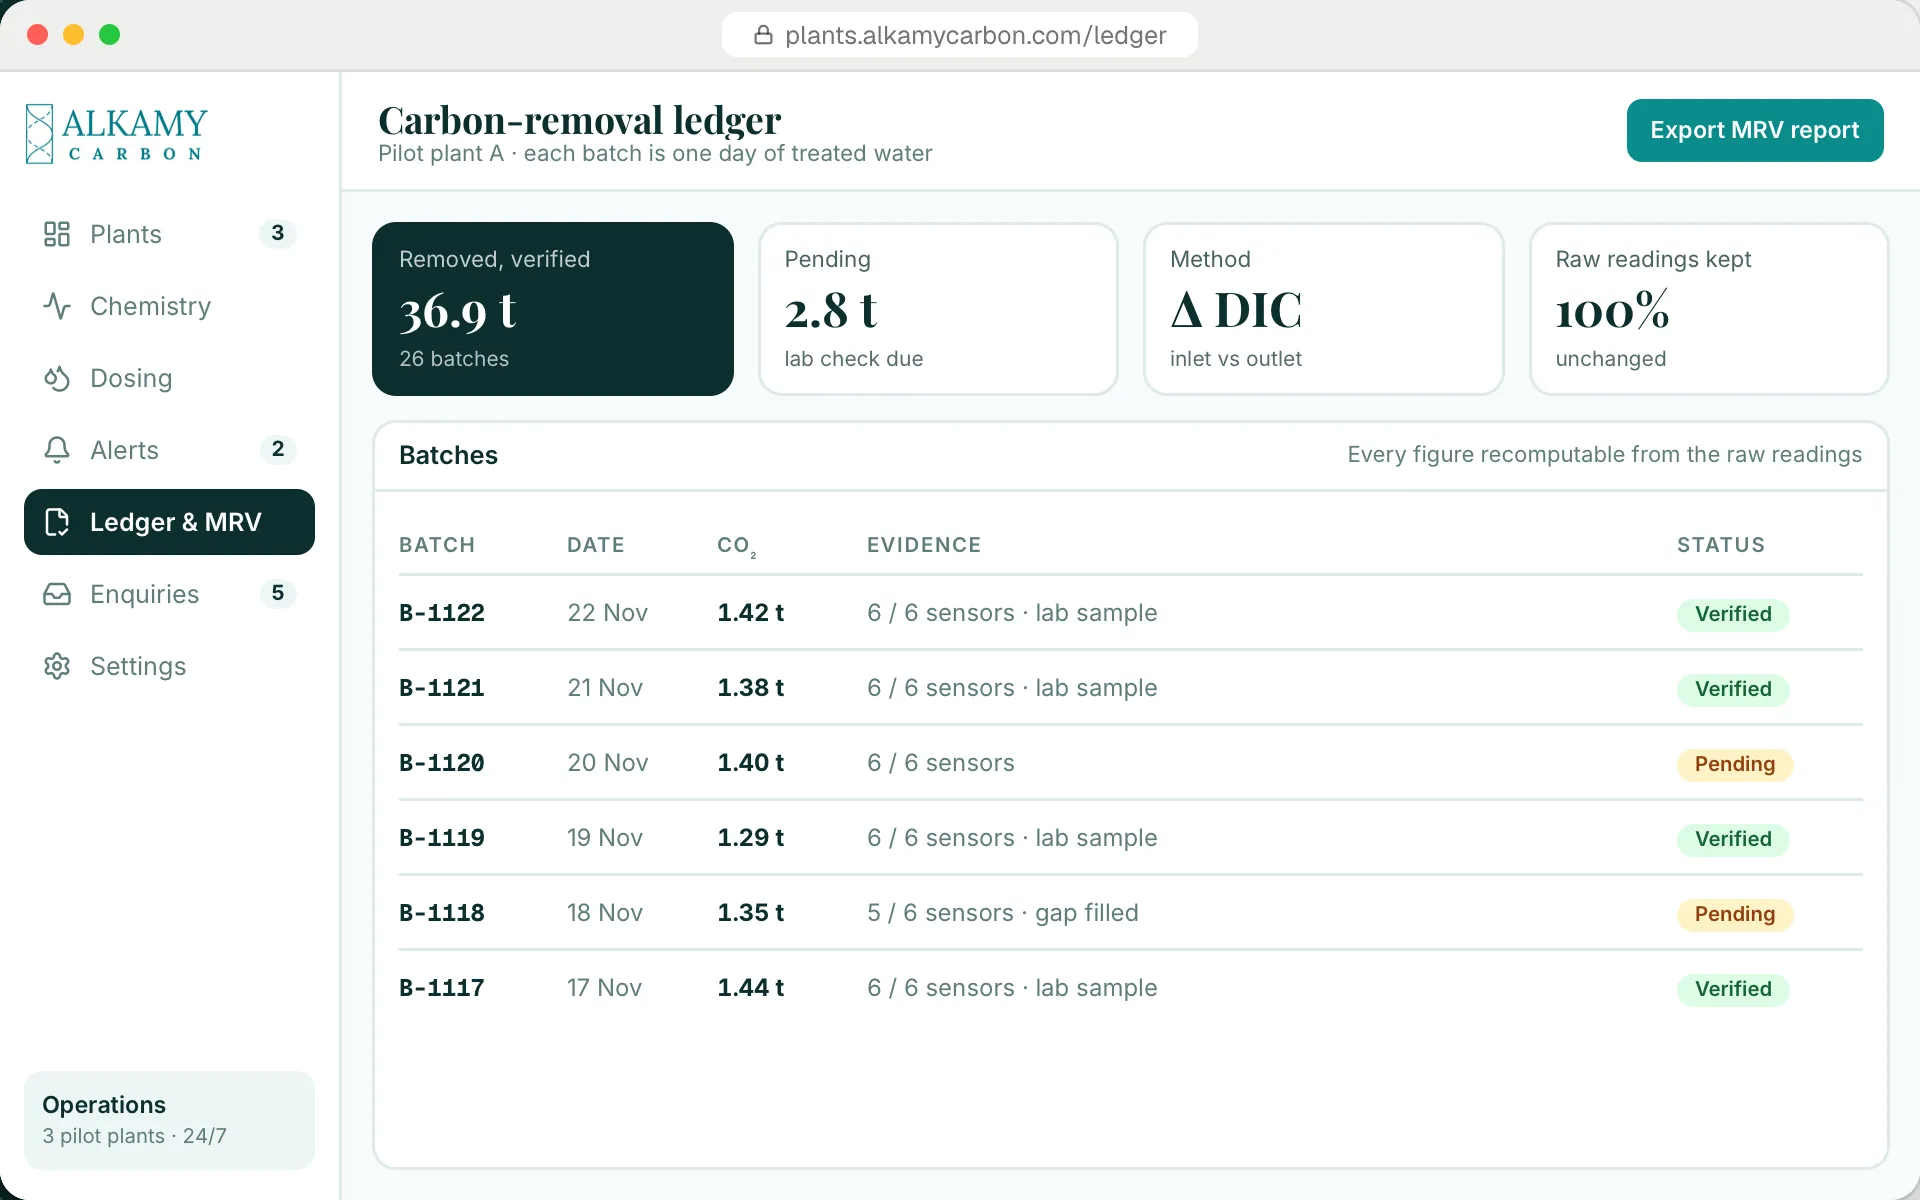 plants.alkamycarbon.com/ledger
ALKAMY
CARBON
Plants 3
Chemistry
Dosing
Alerts 2
Ledger & MRV
Enquiries 5
Settings
Operations
3 pilot plants · 24/7
Carbon-removal ledger
Pilot plant A · each batch is one day of treated water
Export MRV report
Removed, verified
36.9 t
26 batches
Pending
2.8 t
lab check due
Method
Δ DIC
inlet vs outlet
Raw readings kept
100%
unchanged
Batches
Every figure recomputable from the raw readings
BATCH DATE CO₂ EVIDENCE STATUS
B-1122 22 Nov 1.42 t 6 / 6 sensors · lab sample Verified
B-1121 21 Nov 1.38 t 6 / 6 sensors · lab sample Verified
B-1120 20 Nov 1.40 t 6 / 6 sensors Pending
B-1119 19 Nov 1.29 t 6 / 6 sensors · lab sample Verified
B-1118 18 Nov 1.35 t 5 / 6 sensors · gap filled Pending
B-1117 17 Nov 1.44 t 6 / 6 sensors · lab sample Verified